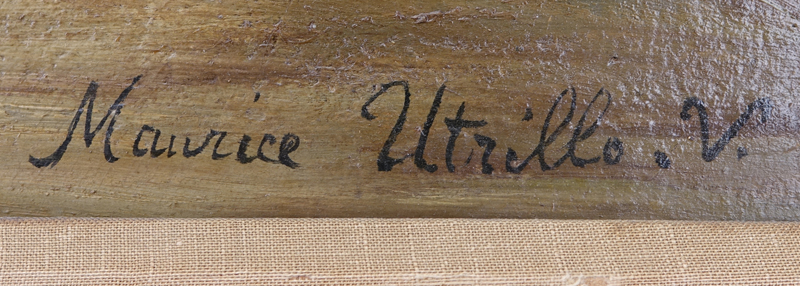 Maurice Utrillo . V.